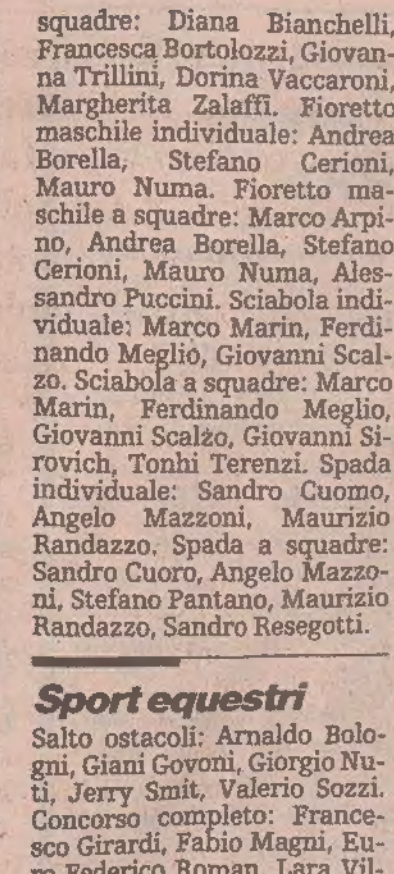 squadre: Diana Bianchelli,
Francesca Bortolozzi, Giovan-
na Trillini, Dorina Vaccaroni,
Margherita Zalaffi. Fioretto
maschile individuale: Andrea
Borella, Stefano Cerioni,
Mauro Numa. Fioretto ma-
schile a squadre: Marco Arpi-
no, Andrea Borella, Stefano
Cerioni, Mauro Numa, Ales-
sandro Puccini. Sciabola indi-
viduale: Marco Marin, Ferdi-
nando Meglio, Giovanni Scal-
zo. Sciabola a squadre: Marco
Marin, Ferdinando Meglio,
Giovanni Scalzo, Giovanni Si-
rovich, Tonhi Terenzi. Spada
individuale: Sandro Cuomo,
Angelo Mazzoni, Maurizio
Randazzo. Spada a squadre:
Sandro Cuoro, Angelo Mazzo-
ni, Stefano Pantano, Maurizio
Randazzo, Sandro Resegotti.
Sport equestri
Salto ostacoli: Arnaldo Bolo-
gni, Giani Govoni, Giorgio Nu-
ti, Jerry Smit, Valerio Sozzi.
Concorso completo: France-
sco Girardi, Fabio Magni, Eu-
ro Federico Roman, Lara Vil-